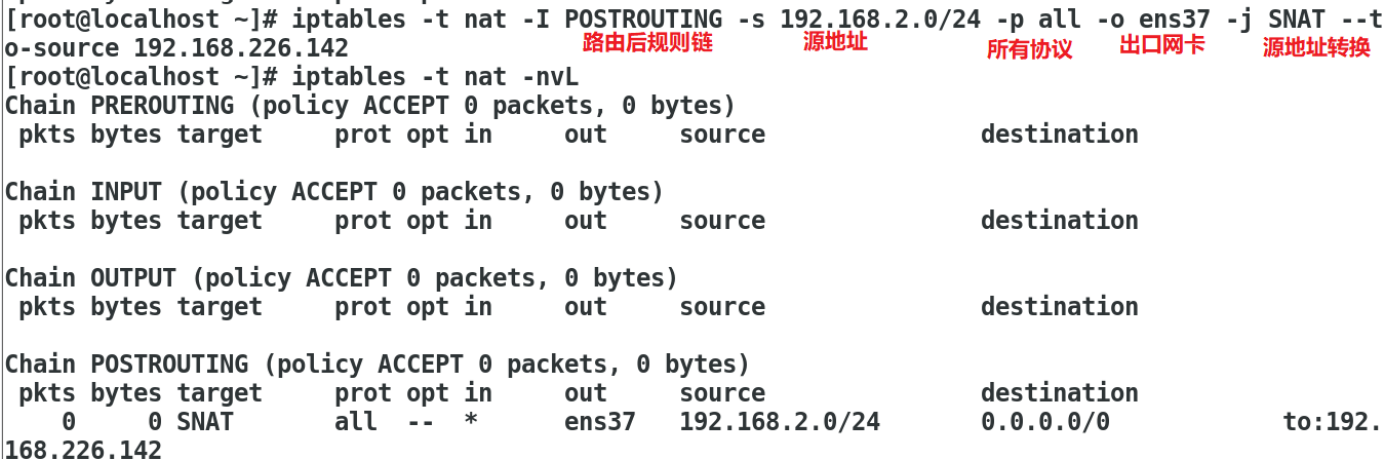 [root@localhost ~]# iptables -t nat -I POSTROUTING -s 192.168.2.0/24 -p all -o ens37 -j SNAT --t
o-source 192.168.226.142
路由后规则链 源地址 所有协议 出口网卡 源地址转换
[root@localhost ~]# iptables -t nat -nvL
Chain PREROUTING (policy ACCEPT 0 packets, 0 bytes)
 pkts bytes target     prot opt in     out     source               destination

Chain INPUT (policy ACCEPT 0 packets, 0 bytes)
 pkts bytes target     prot opt in     out     source               destination

Chain OUTPUT (policy ACCEPT 0 packets, 0 bytes)
 pkts bytes target     prot opt in     out     source               destination

Chain POSTROUTING (policy ACCEPT 0 packets, 0 bytes)
 pkts bytes target     prot opt in     out     source               destination
    0     0 SNAT       all  --  *      ens37   192.168.2.0/24       0.0.0.0/0            to:192.
168.226.142